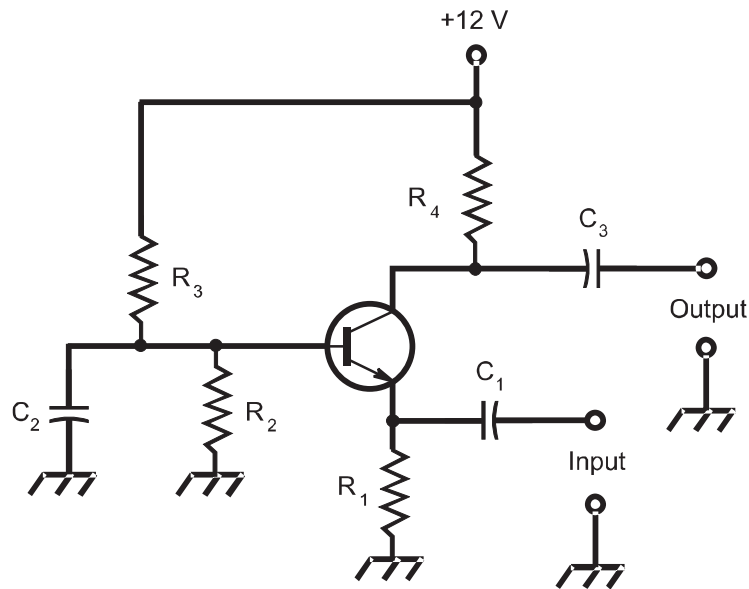 +12 V
R4
C3
R3
Output
C1
C2
R2
Input
R1